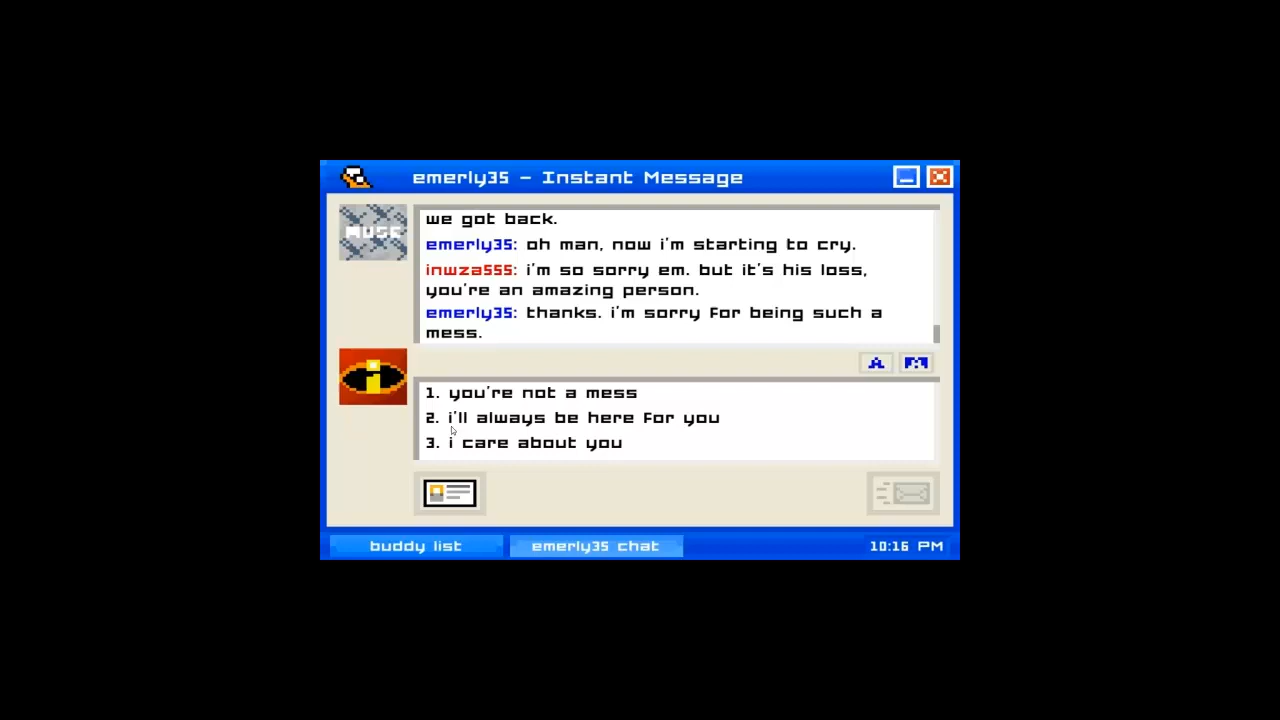 emerly35 - Instant Message
MUSE
we got back.
emerly35: oh man, now i'm starting to cry.
inwza555: i'm so sorry em. but it's his loss,
you're an amazing person.
emerly35: thanks. i'm sorry for being such a
mess.
A
1. you're not a mess
2. i'll always be here for you
3. i care about you
buddy list
emerly35 chat
10:16 PM